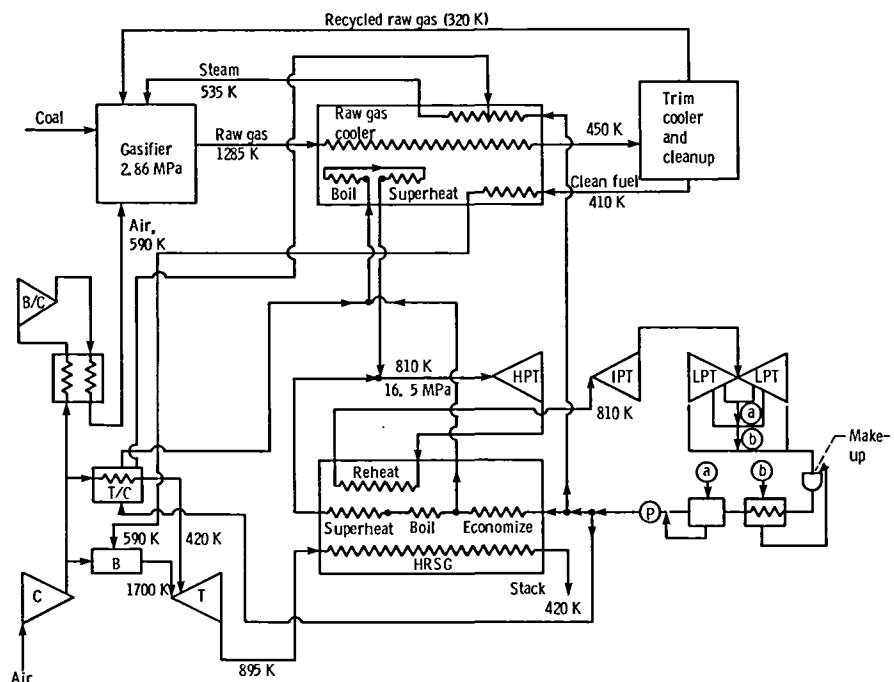 Recycled raw gas (320 K)
Steam
535 K
Coal
Gasifier
2.86 MPa
Raw gas
1285 K
Raw gas
cooler
450 K
Trim
cooler
and
cleanup
Boil
Superheat
Clean fuel
410 K
Air,
590 K
B/C
810 K
16.5 MPa
HPT
IPT
810 K
LPT
LPT
a
b
Make-
up
T/C
Reheat
a
b
P
Superheat
Boil
Economize
590 K
420 K
HRSG
B
C
1700 K
T
Stack
420 K
895 K
Air